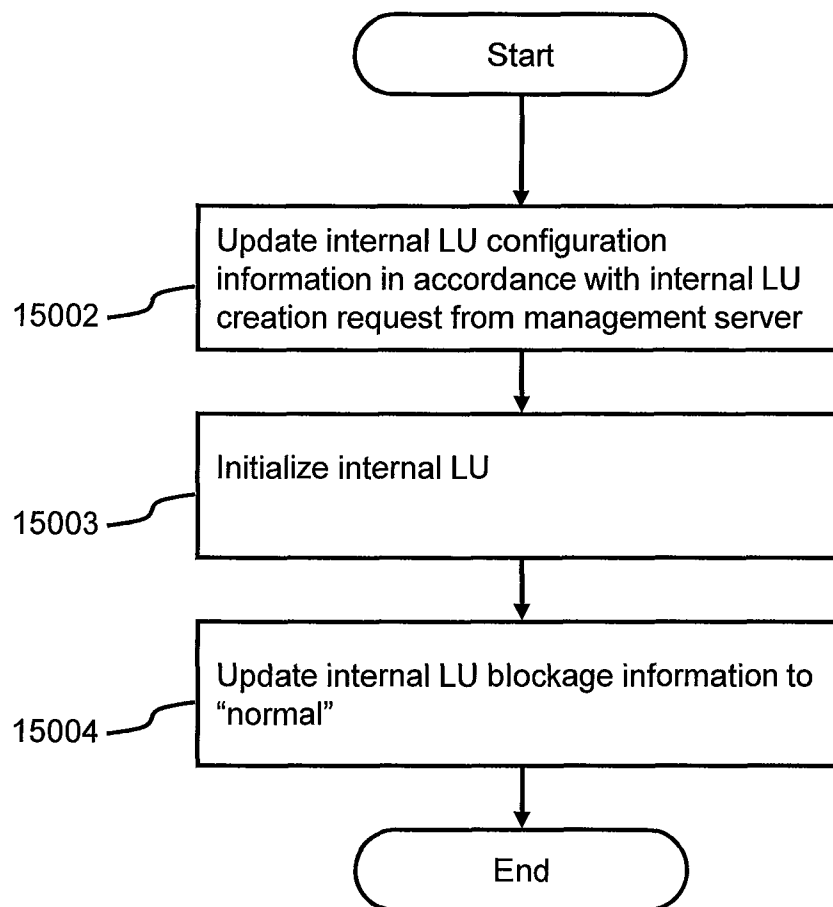 Start
Update internal LU configuration
information in accordance with internal LU
creation request from management server
15002
Initialize internal LU
15003
Update internal LU blockage information to
“normal”
15004
End